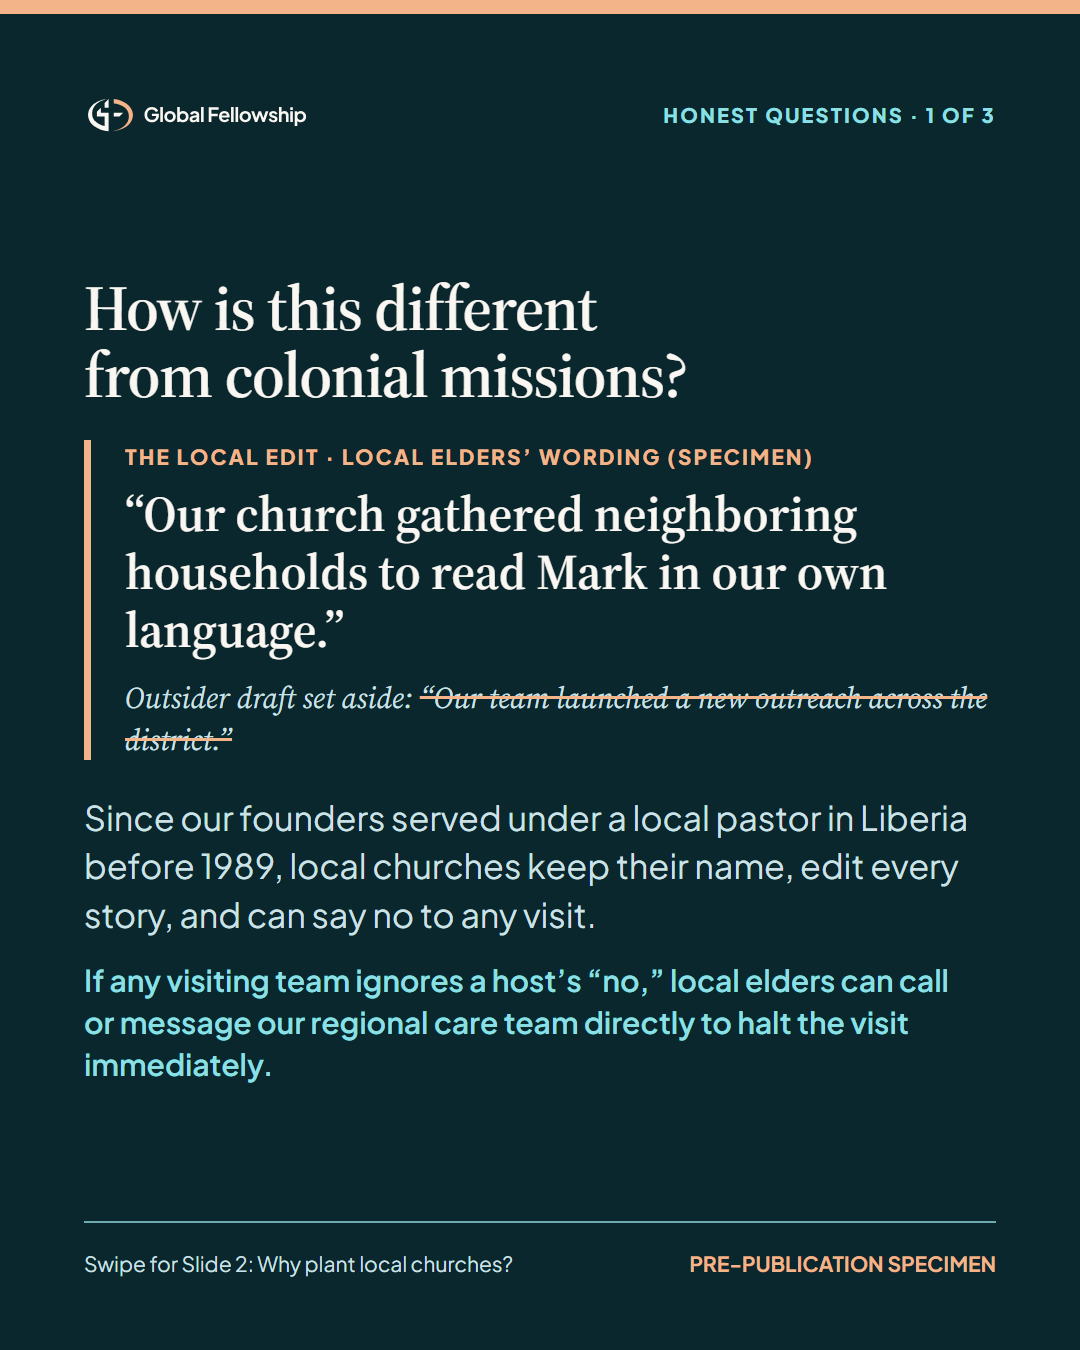 Global Fellowship
HONEST QUESTIONS · 1 OF 3
How is this different
from colonial missions?
THE LOCAL EDIT · LOCAL ELDERS’ WORDING (SPECIMEN)
“Our church gathered neighboring
households to read Mark in our own
language.”
Outsider draft set aside: “Our team launched a new outreach across the
district.”
Since our founders served under a local pastor in Liberia
before 1989, local churches keep their name, edit every
story, and can say no to any visit.
If any visiting team ignores a host’s “no,” local elders can call
or message our regional care team directly to halt the visit
immediately.
Swipe for Slide 2: Why plant local churches?
PRE-PUBLICATION SPECIMEN